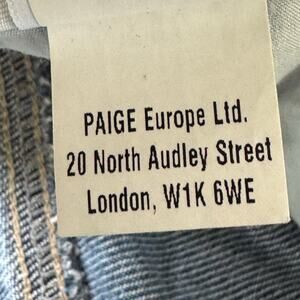 PAIGE Europe Ltd.
20 North Audley Street
London, W1K 6WE